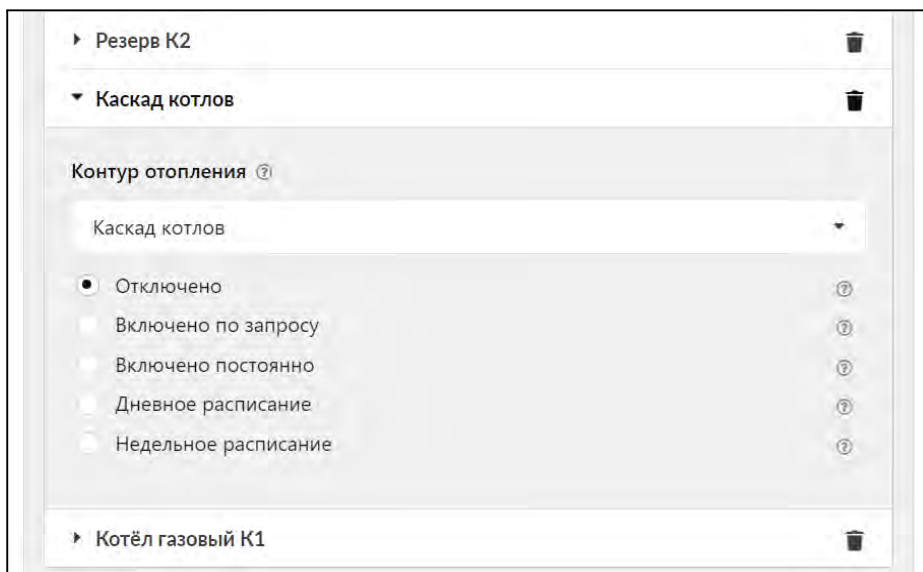 Резерв К2
Каскад котлов
Контур отопления
Каскад котлов
Отключено
Включено по запросу
Включено постоянно
Дневное расписание
Недельное расписание
Котёл газовый К1